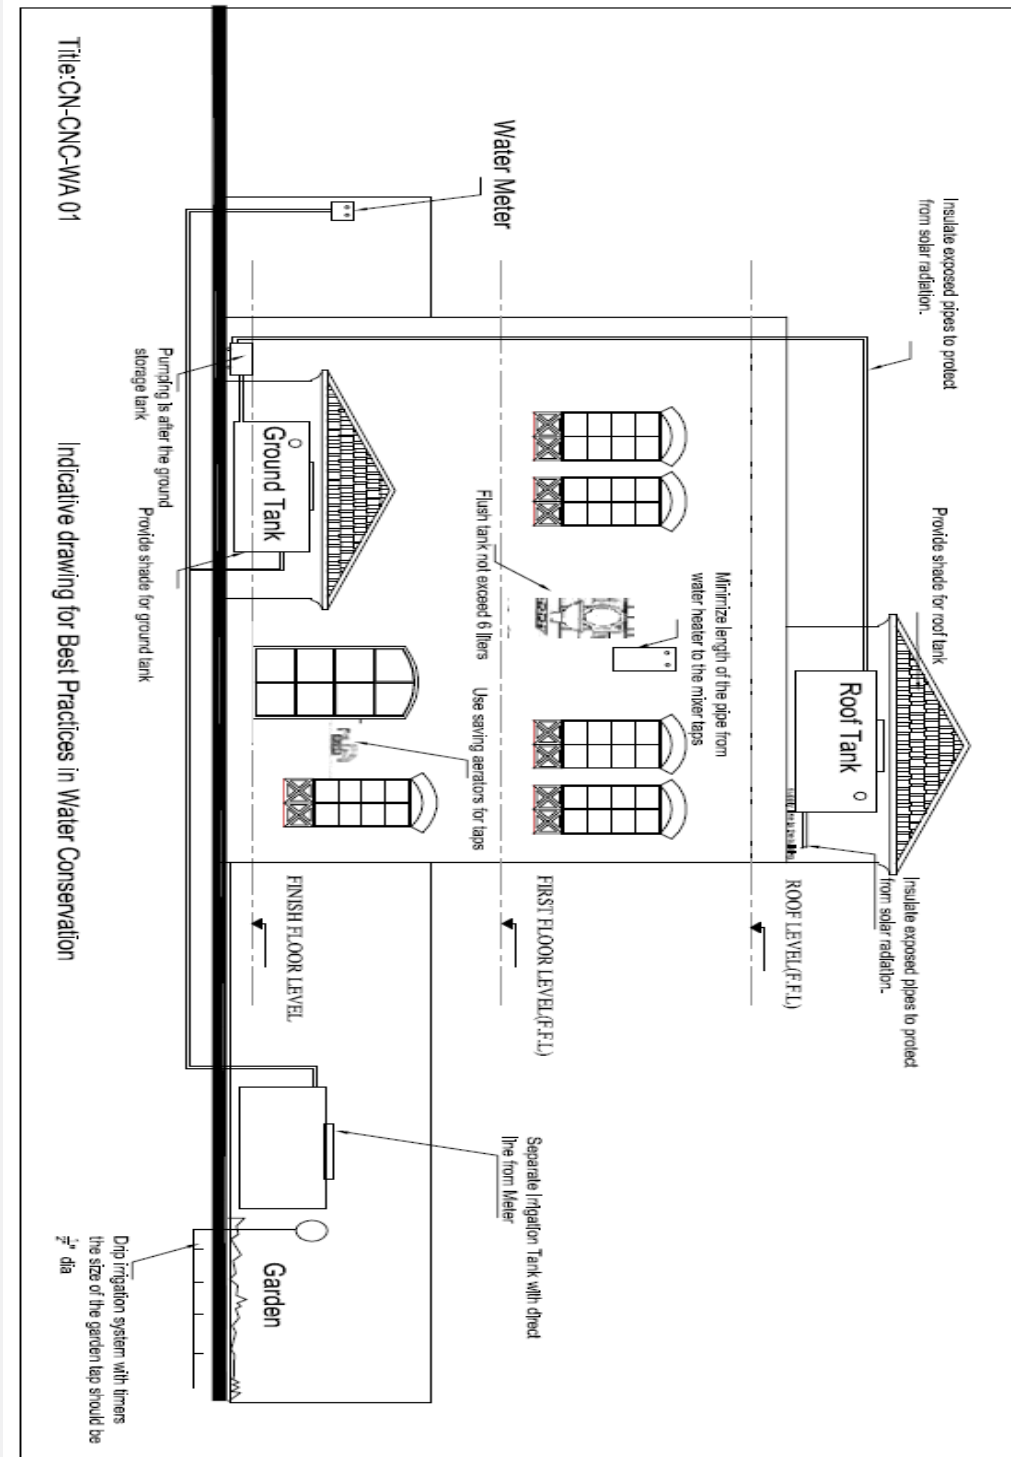 Insulate exposed pipes to protect
from solar radiation.
Provide shade for roof tank
Roof Tank
Insulate exposed pipes to protect
from solar radiation.
ROOF LEVEL(F.F.L)
Minimize length of the pipe from
water heater to the mixer taps
Water Meter
Flush tank not exceed 6 liters
Use saving aerators for taps
FIRST FLOOR LEVEL(F.F.L)
Separate Irrigation Tank with direct
line from Meter
Ground Tank
FINISH FLOOR LEVEL
Garden
Pumping is after the ground
storage tank
Provide shade for ground tank
Drip irrigation system with timers
the size of the garden tap should be
1/2" dia
Title:CN-CNC-WA 01
Indicative drawing for Best Practices in Water Conservation